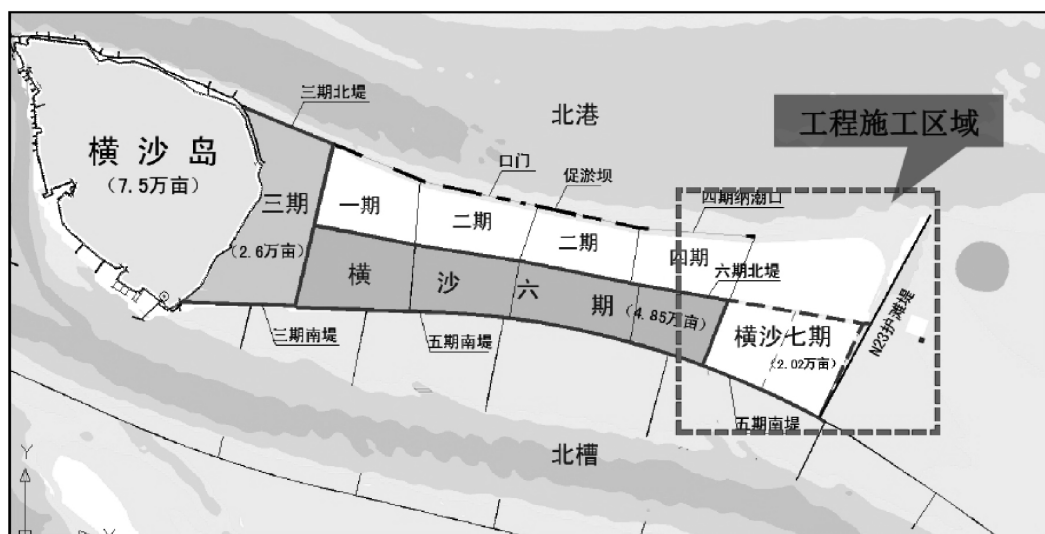 三期北堤
北港
工程施工区域
横沙岛
(7.5万亩)
口门
促淤坝
四期纳潮口
三期
(2.6万亩)
一期
二期
二期
四期
六期北堤
横沙六期(4.85万亩)
横沙七期
(2.02万亩)
N23护滩堤
三期南堤
五期南堤
五期南堤
北槽
Y
X